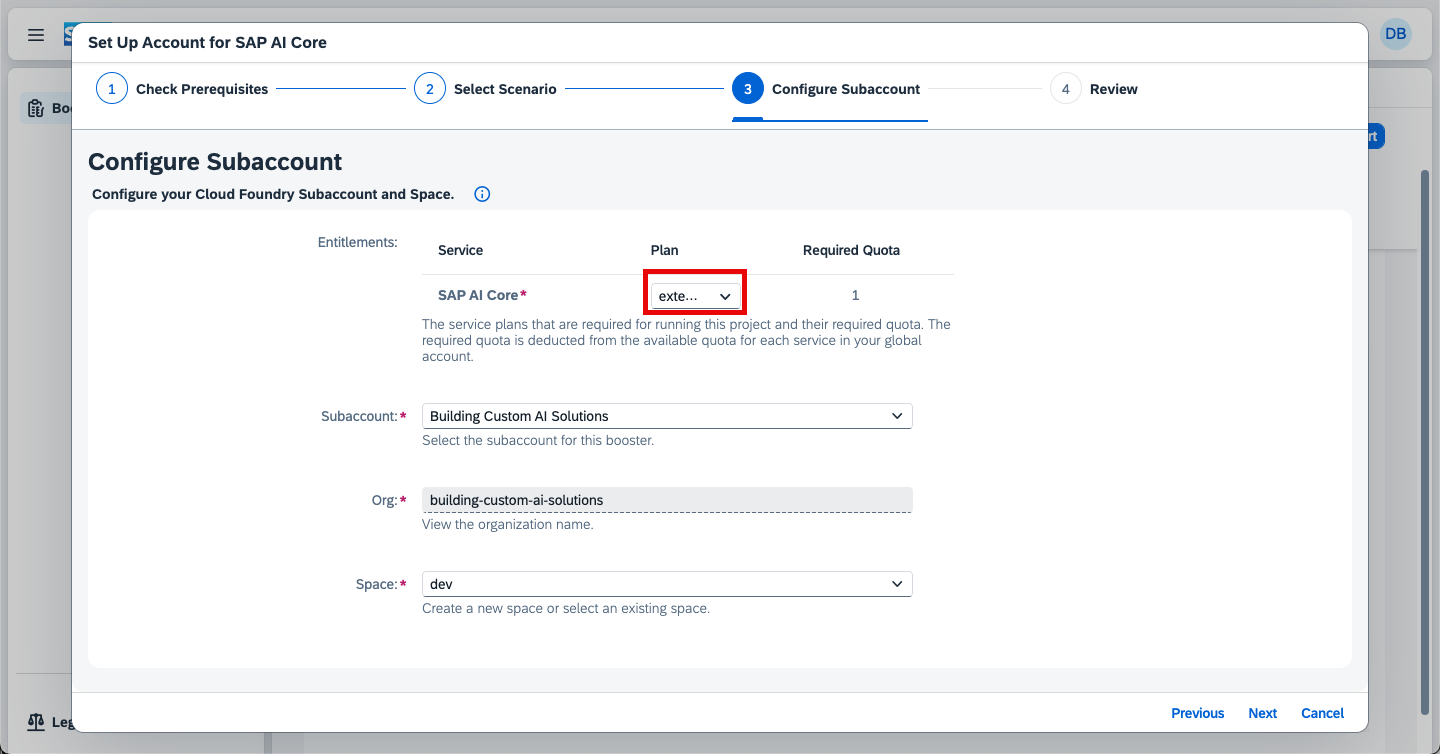 Set Up Account for SAP AI Core
DB
1 Check Prerequisites
2 Select Scenario
3 Configure Subaccount
4 Review
Configure Subaccount
Configure your Cloud Foundry Subaccount and Space.
Entitlements:
Service Plan Required Quota
SAP AI Core* exte... 1
The service plans that are required for running this project and their required quota. The
required quota is deducted from the available quota for each service in your global
account.
Subaccount:* Building Custom AI Solutions
Select the subaccount for this booster.
Org:* building-custom-ai-solutions
View the organization name.
Space:* dev
Create a new space or select an existing space.
Previous Next Cancel